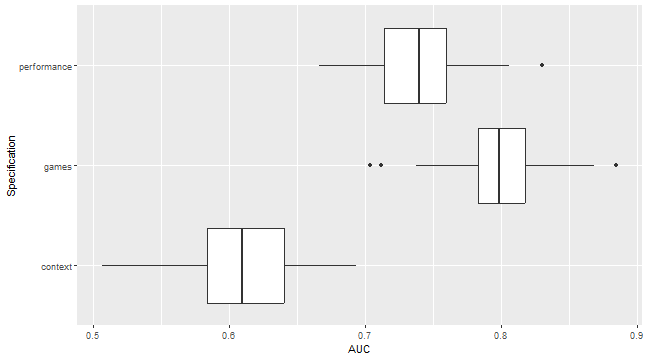 performance
games
context
Specification
0.5 0.6 0.7 0.8 0.9
AUC